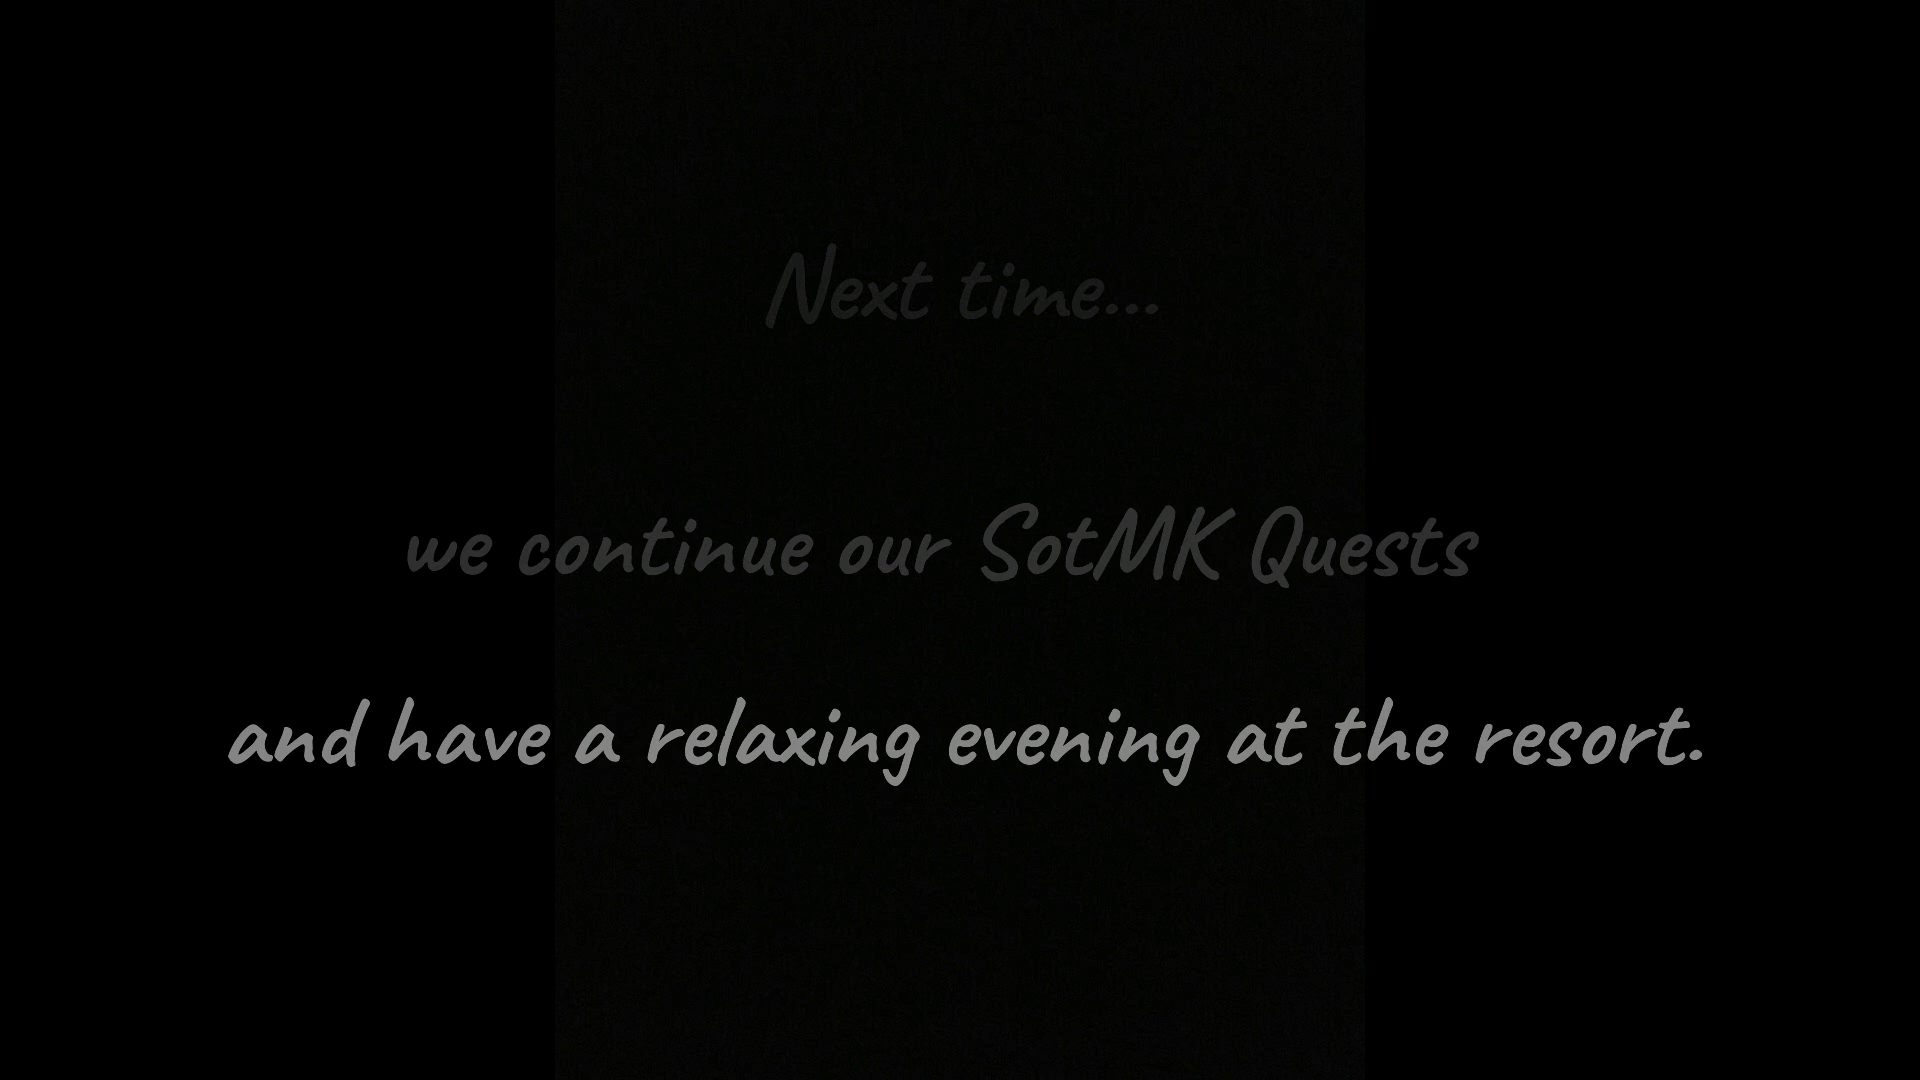 Next time...
we continue our SotMK Quests
and have a relaxing evening at the resort.